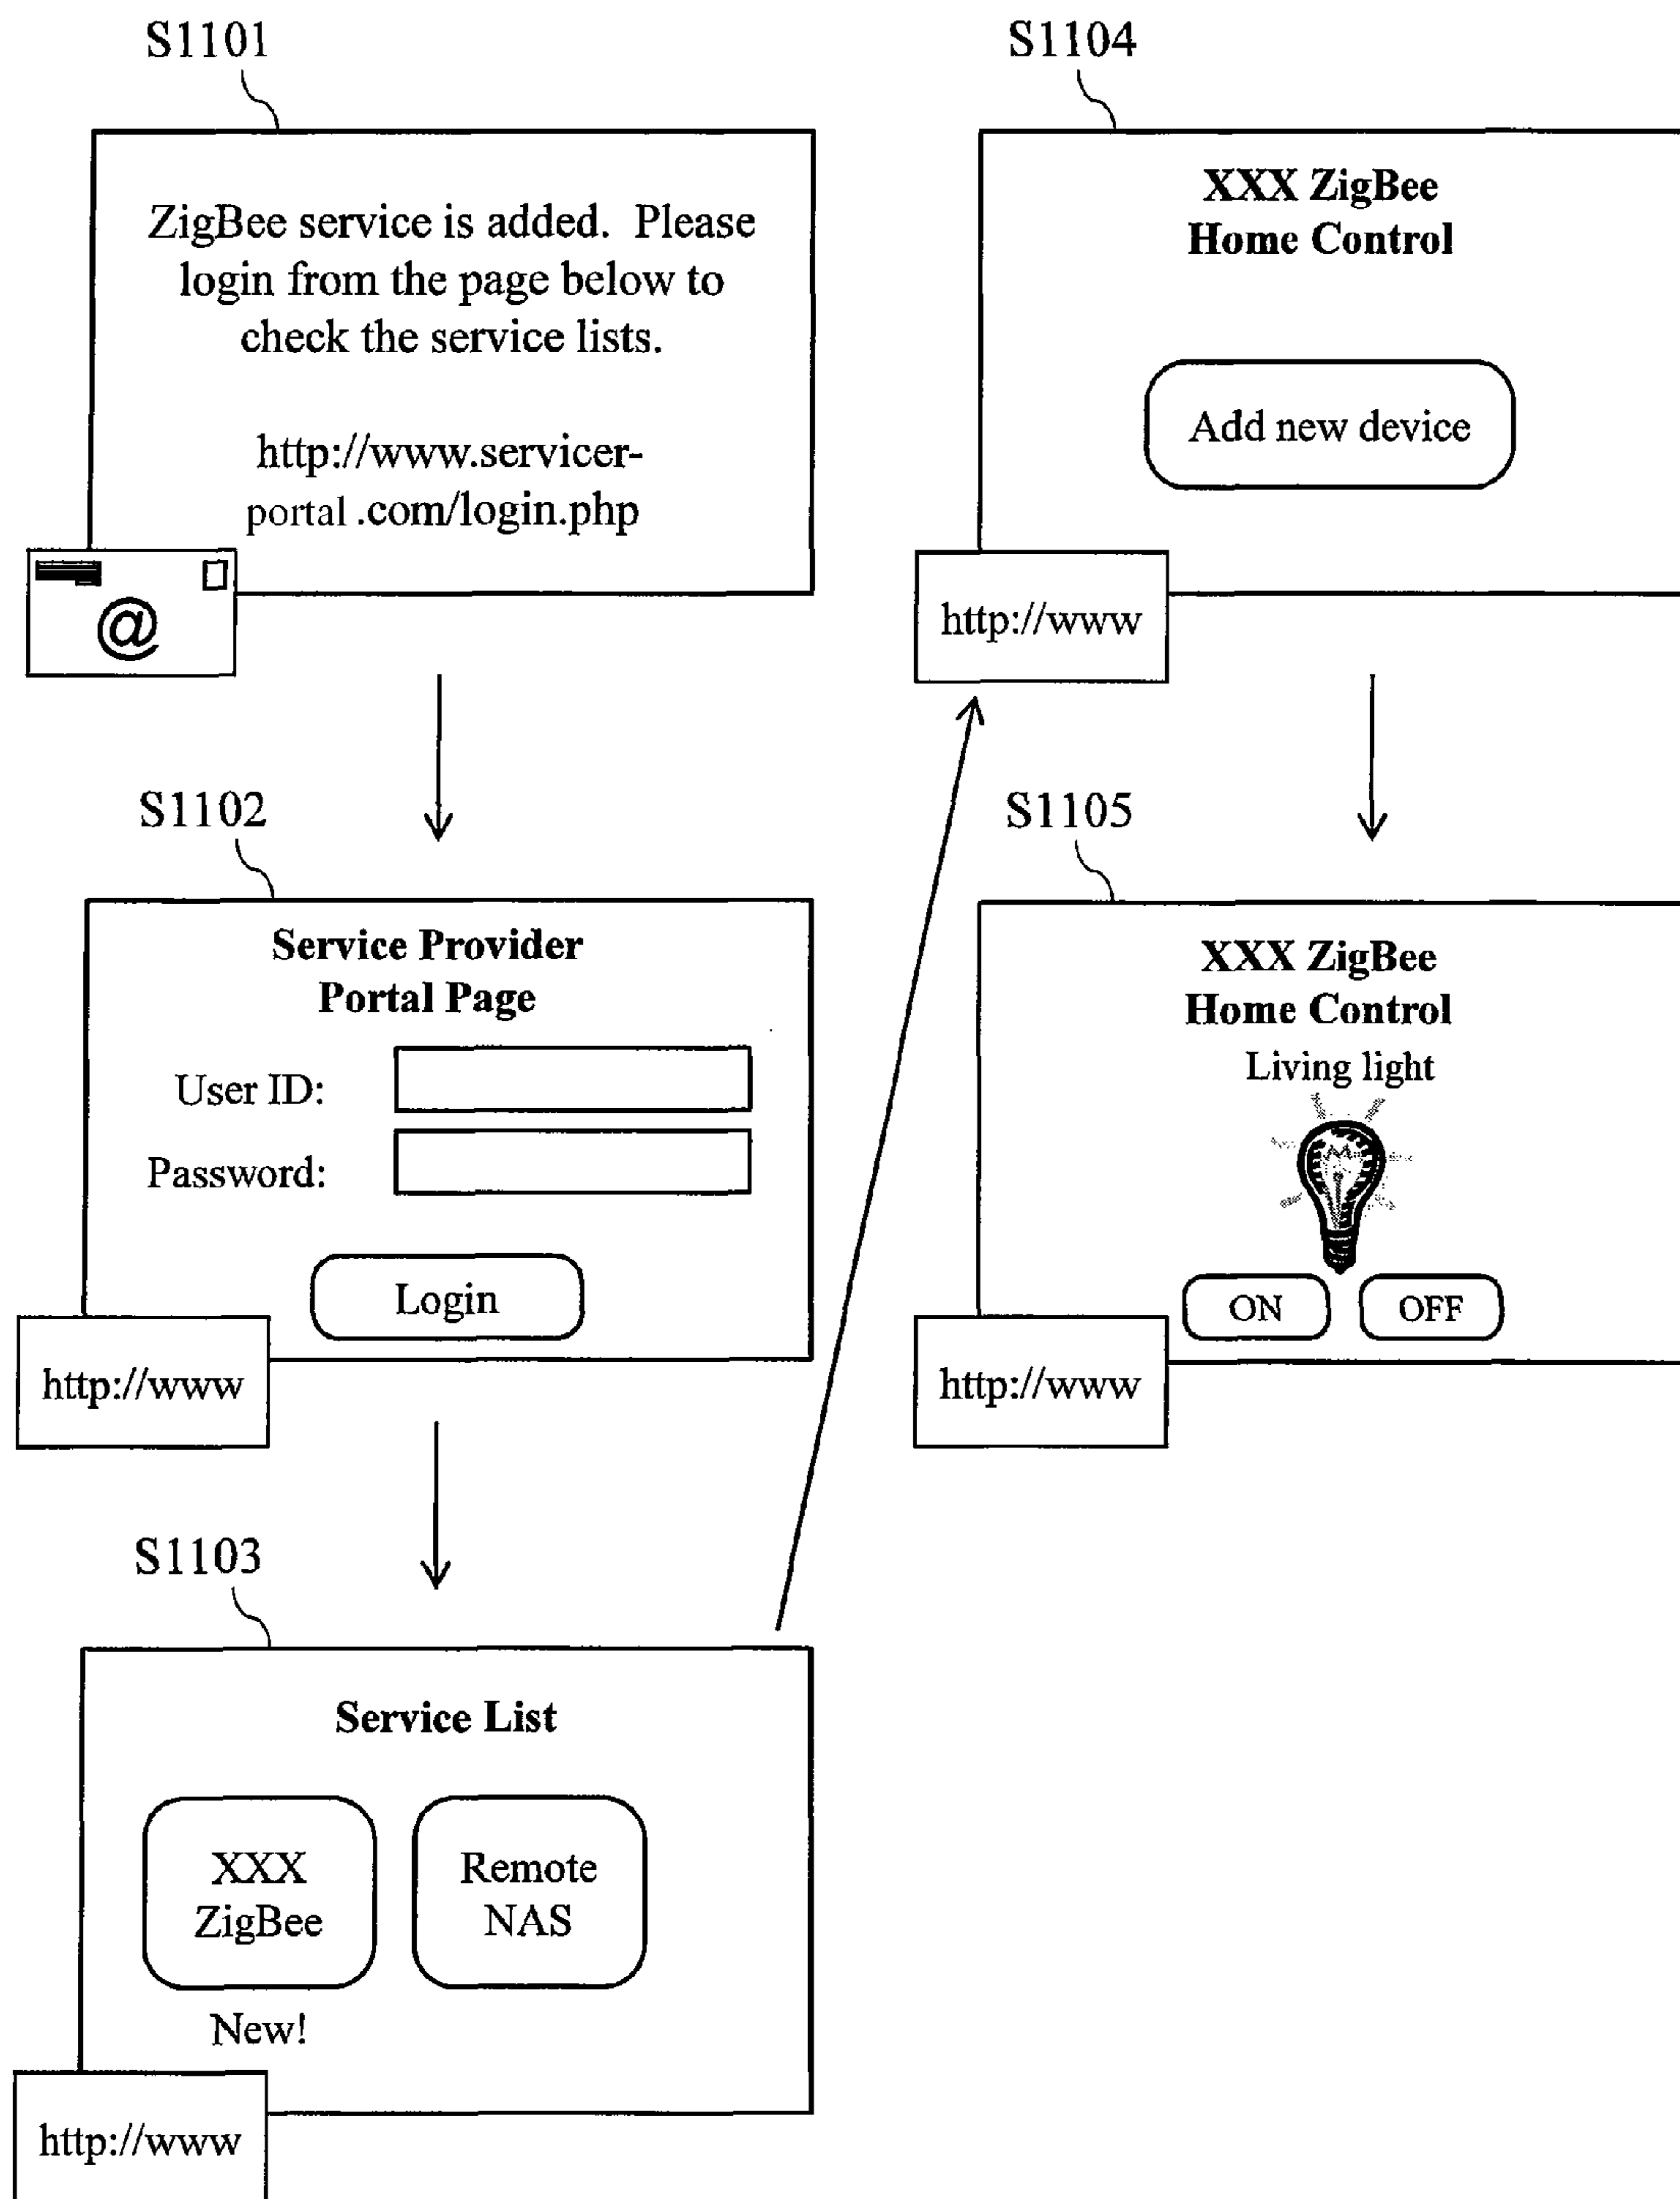 S1101
ZigBee service is added. Please
login from the page below to
check the service lists.
http://www.servicer-
portal .com/login.php
@
S1102
Service Provider
Portal Page
User ID:
Password:
Login
http://www
S1103
Service List
XXX
ZigBee
Remote
NAS
New!
http://www
S1104
XXX ZigBee
Home Control
Add new device
http://www
S1105
XXX ZigBee
Home Control
Living light
ON
OFF
http://www